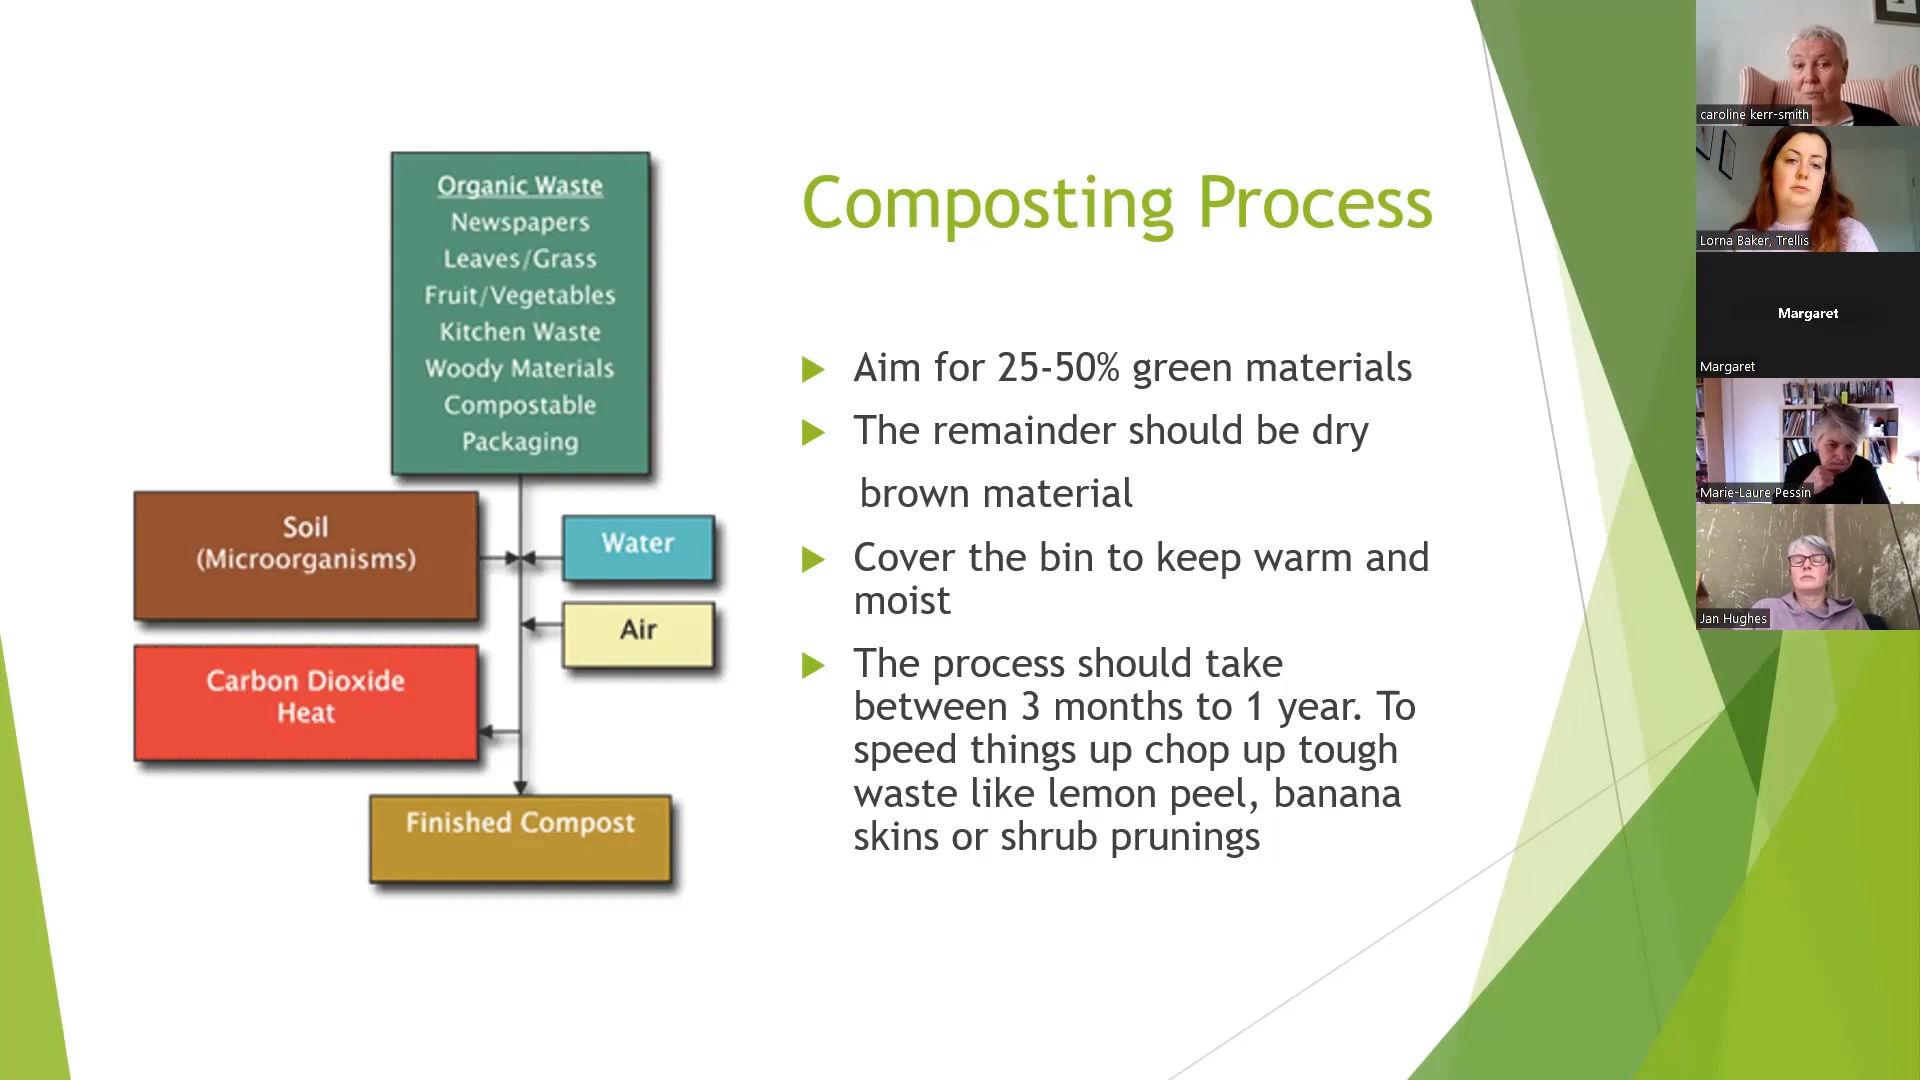 Organic Waste
Newspapers
Leaves/Grass
Fruit/Vegetables
Kitchen Waste
Woody Materials
Compostable
Packaging
Soil
(Microorganisms)
Water
Air
Carbon Dioxide
Heat
Finished Compost
Composting Process
Aim for 25-50% green materials
The remainder should be dry
brown material
Cover the bin to keep warm and
moist
The process should take
between 3 months to 1 year. To
speed things up chop up tough
waste like lemon peel, banana
skins or shrub prunings
caroline kerr-smith
Lorna Baker, Trellis
Margaret
Margaret
Marie-Laure Pessin
Jan Hughes